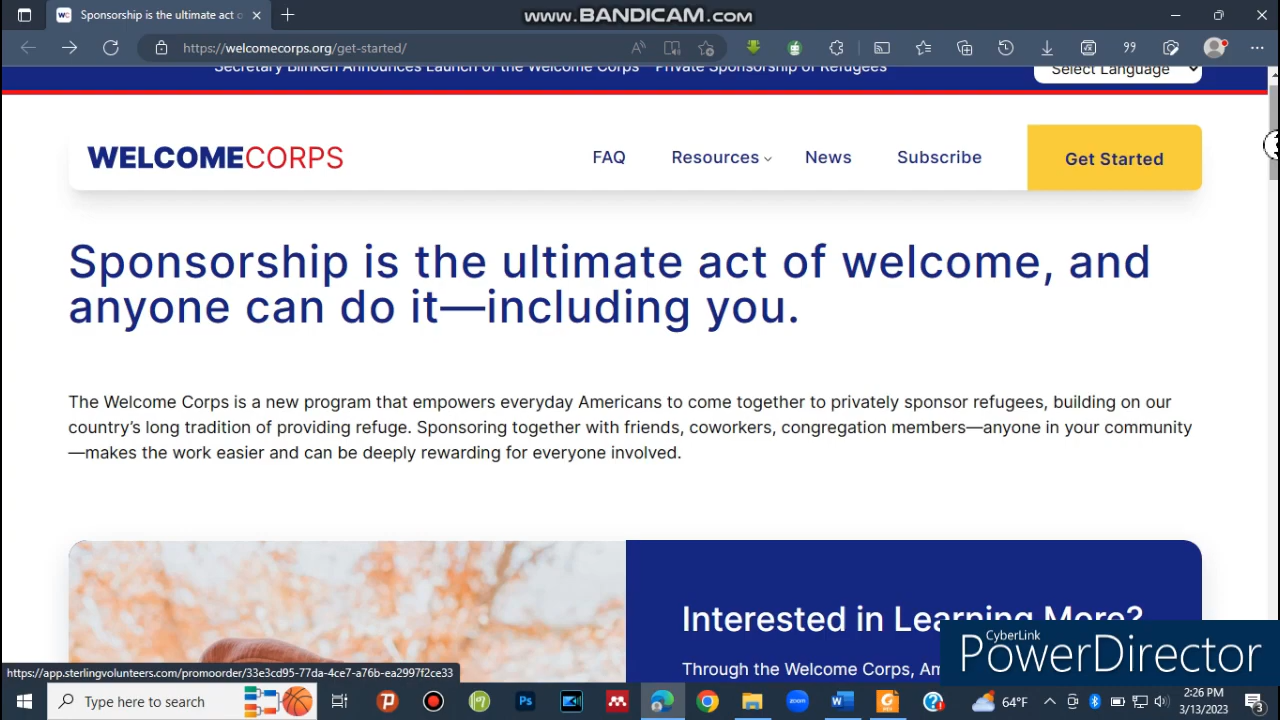 www.BANDICAM.com
Sponsorship is the ultimate act o
https://welcomecorps.org/get-started/
Secretary Blinken Announces Launch of the Welcome Corps Private Sponsorship of Refugees
Select Language
WELCOMECORPS
FAQ
Resources
News
Subscribe
Get Started
Sponsorship is the ultimate act of welcome, and
anyone can do it—including you.
The Welcome Corps is a new program that empowers everyday Americans to come together to privately sponsor refugees, building on our
country's long tradition of providing refuge. Sponsoring together with friends, coworkers, congregation members—anyone in your community
—makes the work easier and can be deeply rewarding for everyone involved.
Interested in Learning More?
Through the Welcome Corps, Am
CyberLink
PowerDirector
https://app.sterlingvolunteers.com/promoorder/33e3cd95-77da-4ce7-a76b-ea2997f2ce33
Type here to search
64°F
2:26 PM
3/13/2023
3